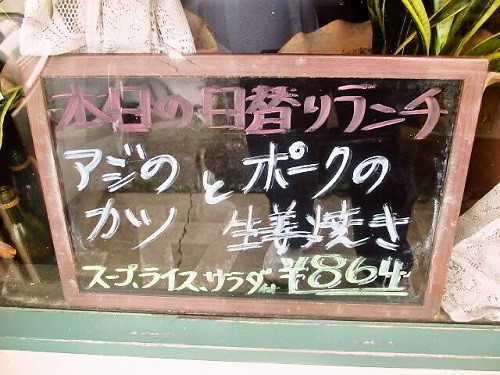 本日の日替りランチ
アジのカツとポークの生姜焼き
スープ、ライス、サラダ付 ¥864